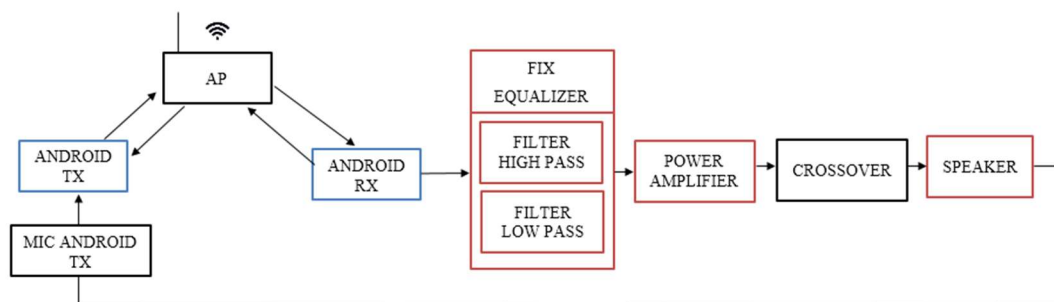 AP
ANDROID
TX
MIC ANDROID
TX
ANDROID
RX
FIX
EQUALIZER
FILTER
HIGH PASS
FILTER
LOW PASS
POWER
AMPLIFIER
CROSSOVER
SPEAKER